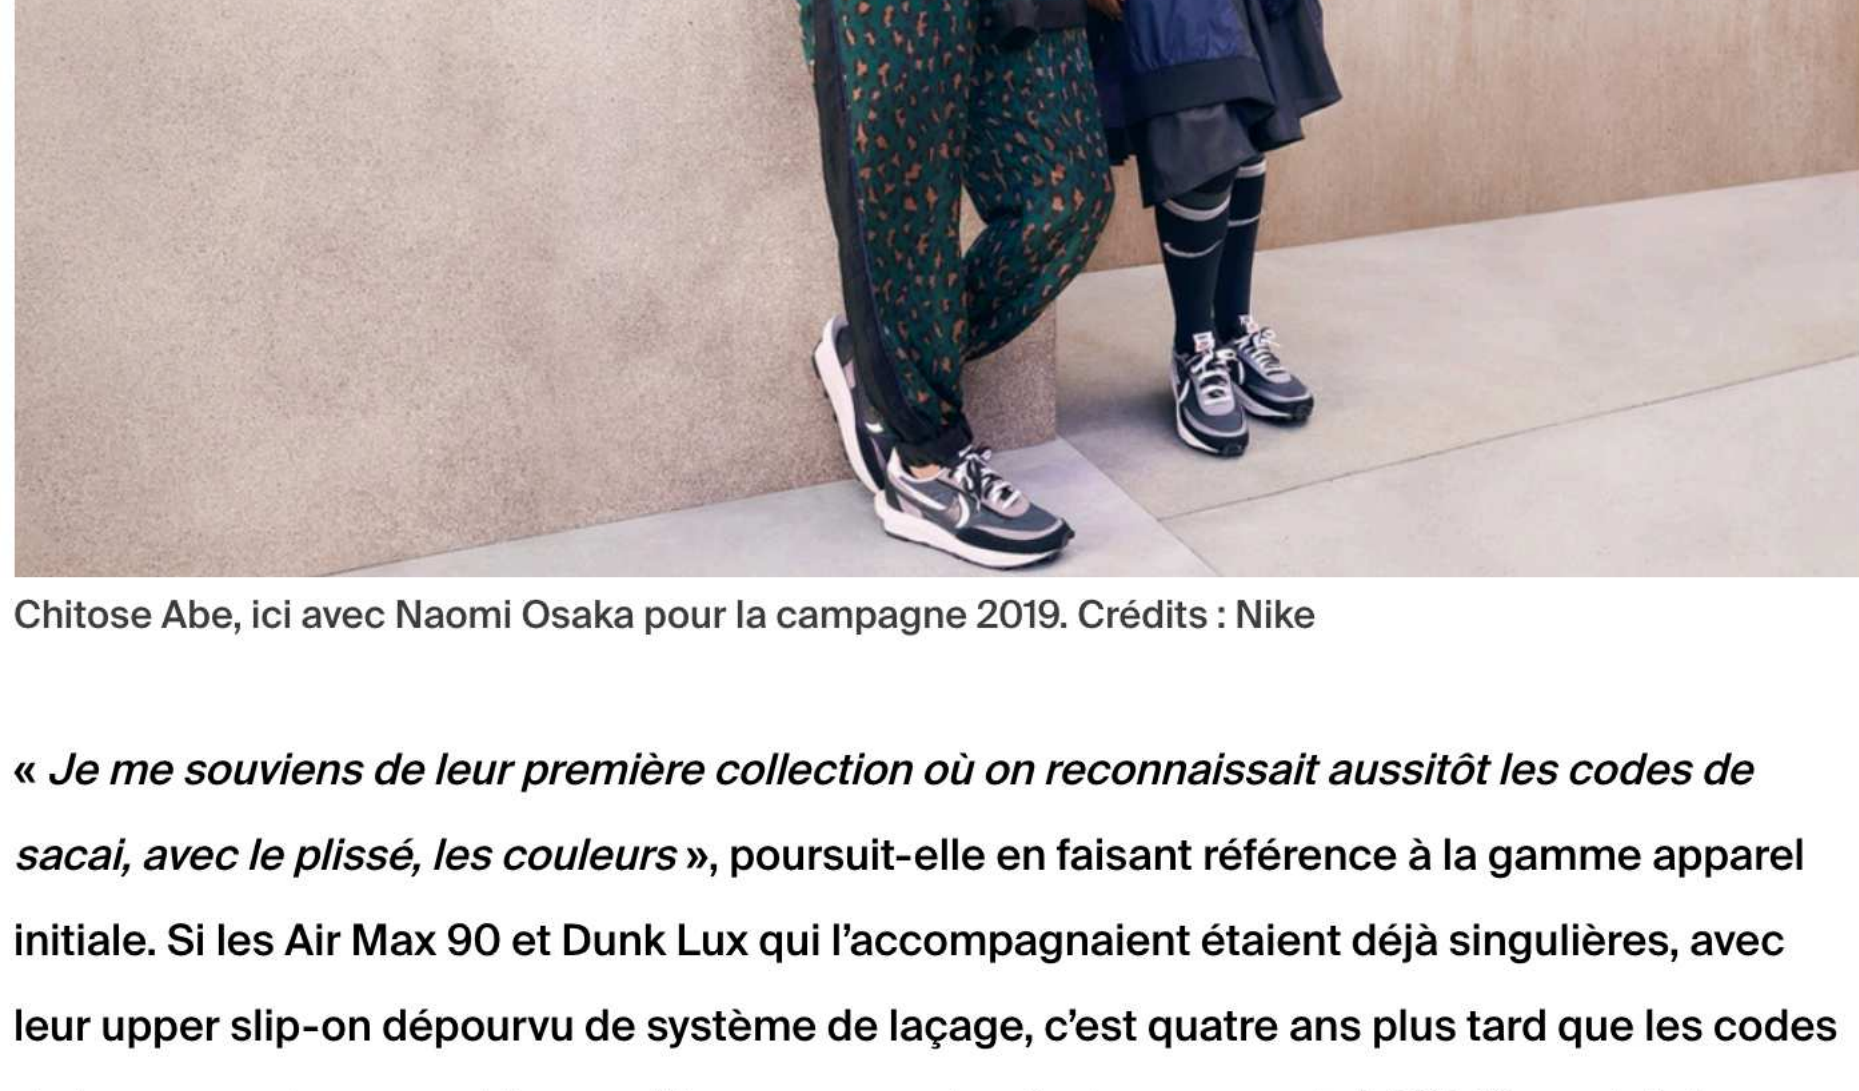 Chitose Abe, ici avec Naomi Osaka pour la campagne 2019. Crédits : Nike
« Je me souviens de leur première collection où on reconnaissait aussitôt les codes de
sacai, avec le plissé, les couleurs », poursuit-elle en faisant référence à la gamme apparel
initiale. Si les Air Max 90 et Dunk Lux qui l’accompagnaient étaient déjà singulières, avec
leur upper slip-on dépourvu de système de laçage, c’est quatre ans plus tard que les codes